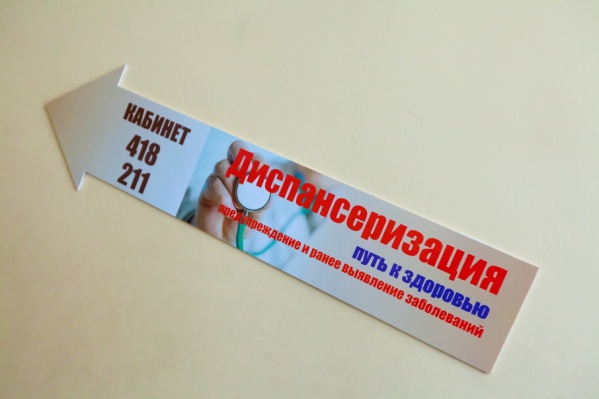 КАБИНЕТ
418
211
Диспансеризация
путь к здоровью
предупреждение и ранее выявление заболеваний